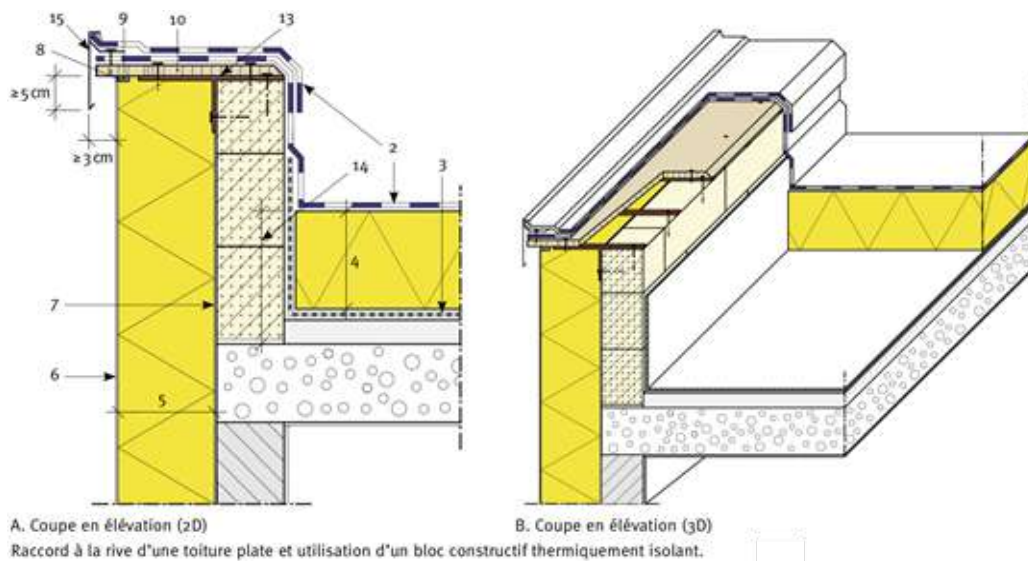 15 9 10 13
8
≥5cm
≥3cm
2 3
14
4
7
6
5
A. Coupe en élévation (2D)
B. Coupe en élévation (3D)
Raccord à la rive d'une toiture plate et utilisation d'un bloc constructif thermiquement isolant.